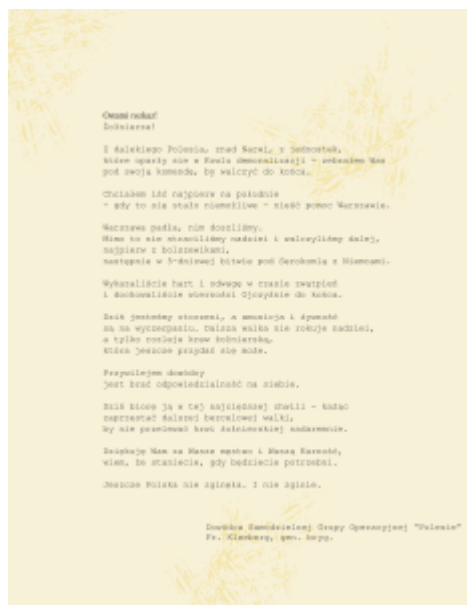 Ostatni rozkaz!
Żołnierze!
Z dalekiego Polesia, znad Narwi, z jednostek,
które oparły się w Kowlu demoralizacji - zebrałem Was
pod swoją komendę, by walczyć do końca.
Chciałem iść najpierw na południe
- gdy to się stało niemożliwe - nieść pomoc Warszawie.
Warszawa padła, nim doszliśmy.
Mimo to nie straciliśmy nadziei i walczyliśmy dalej,
najpierw z bolszewikami,
następnie w 5-dniowej bitwie pod Serokomlą z Niemcami.
Wykazaliście hart i odwagę w czasie zwątpień
i dochowaliście wierności Ojczyźnie do końca.
Dziś jesteśmy otoczeni, a amunicja i żywność
są na wyczerpaniu. Dalsza walka nie rokuje nadziei,
a tylko rozleje krew żołnierską,
która jeszcze przydać się może.
Przywilejem dowódcy
jest brać odpowiedzialność na siebie.
Dziś biorę ją w tej najcięższej chwili - każąc
zaprzestać dalszej bezcelowej walki,
by nie przelewać krwi żołnierskiej nadaremnie.
Dziękuję Wam za Wasze męstwo i Waszą Karność,
wiem, że staniecie, gdy będziecie potrzebni.
Jeszcze Polska nie zginęła. I nie zginie.
Dowódca Samodzielnej Grupy Operacyjnej "Polesie"
Fr. Kleeberg, gen. bryg.